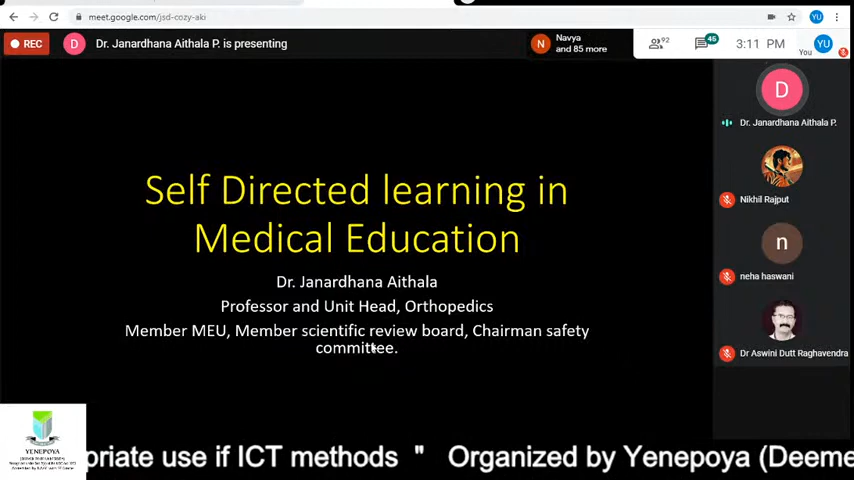 meet.google.com/jsd-cozy-aki
YU
REC
D
Dr. Janardhana Aithala P. is presenting
N
Navya
and 85 more
92
45
3:11 PM
You
YU
Self Directed learning in
Medical Education
Dr. Janardhana Aithala
Professor and Unit Head, Orthopedics
Member MEU, Member scientific review board, Chairman safety
committee.
D
Dr. Janardhana Aithala P.
Nikhil Rajput
n
neha haswani
Dr Aswini Dutt Raghavendra
YENEPOYA
priate use if ICT methods " Organized by Yenepoya (Deeme